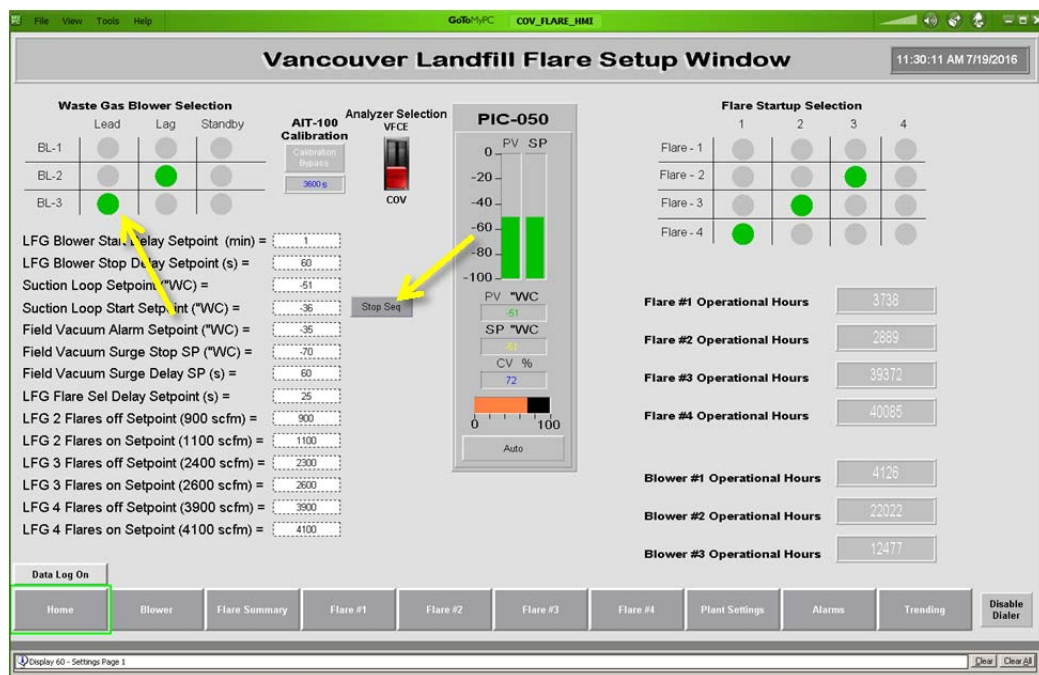 File View Tools Help GoToMyPC COV_FLARE_HMI
Vancouver Landfill Flare Setup Window
11:30:11 AM 7/19/2016
Waste Gas Blower Selection
Lead Lag Standby
BL-1
BL-2
BL-3
AIT-100
Calibration
Calibration
Bypass
3600 s
Analyzer Selection
VFCE
COV
PIC-050
PV SP
0
-20
-40
-60
-80
-100
PV "WC
-51
SP "WC
-51
CV %
72
0 100
Auto
Flare Startup Selection
1 2 3 4
Flare - 1
Flare - 2
Flare - 3
Flare - 4
LFG Blower Start Delay Setpoint (min) = 1
LFG Blower Stop Delay Setpoint (s) = 60
Suction Loop Setpoint ("WC) = -51
Suction Loop Start Setpoint ("WC) = -36
Stop Seq
Field Vacuum Alarm Setpoint ("WC) = -35
Field Vacuum Surge Stop SP ("WC) = -70
Field Vacuum Surge Delay SP (s) = 60
LFG Flare Sel Delay Setpoint (s) = 25
LFG 2 Flares off Setpoint (900 scfm) = 900
LFG 2 Flares on Setpoint (1100 scfm) = 1100
LFG 3 Flares off Setpoint (2400 scfm) = 2300
LFG 3 Flares on Setpoint (2600 scfm) = 2600
LFG 4 Flares off Setpoint (3900 scfm) = 3900
LFG 4 Flares on Setpoint (4100 scfm) = 4100
Flare #1 Operational Hours 3738
Flare #2 Operational Hours 2889
Flare #3 Operational Hours 39372
Flare #4 Operational Hours 40085
Blower #1 Operational Hours 4126
Blower #2 Operational Hours 22022
Blower #3 Operational Hours 12477
Data Log On
Home Blower Flare Summary Flare #1 Flare #2 Flare #3 Flare #4 Plant Settings Alarms Trending Disable
Dialer
Display 60 - Settings Page 1 Clear Clear All